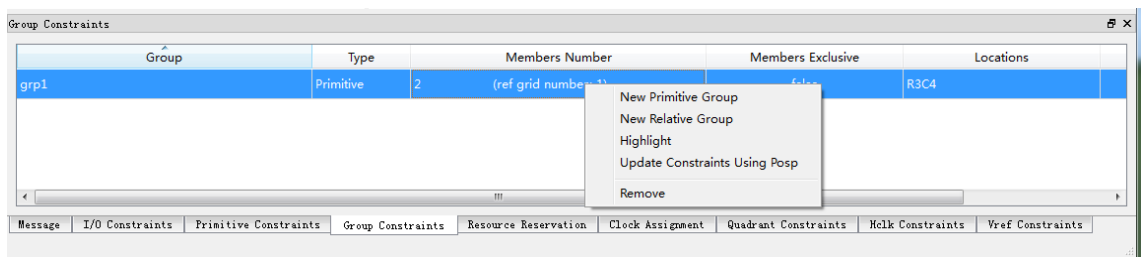 Group Constraints
Group Type Members Number Members Exclusive Locations
grp1 Primitive 2 (ref grid number: 1) false R3C4
New Primitive Group
New Relative Group
Highlight
Update Constraints Using Posp
Remove
Message I/O Constraints Primitive Constraints Group Constraints Resource Reservation Clock Assignment Quadrant Constraints Hclk Constraints Vref Constraints